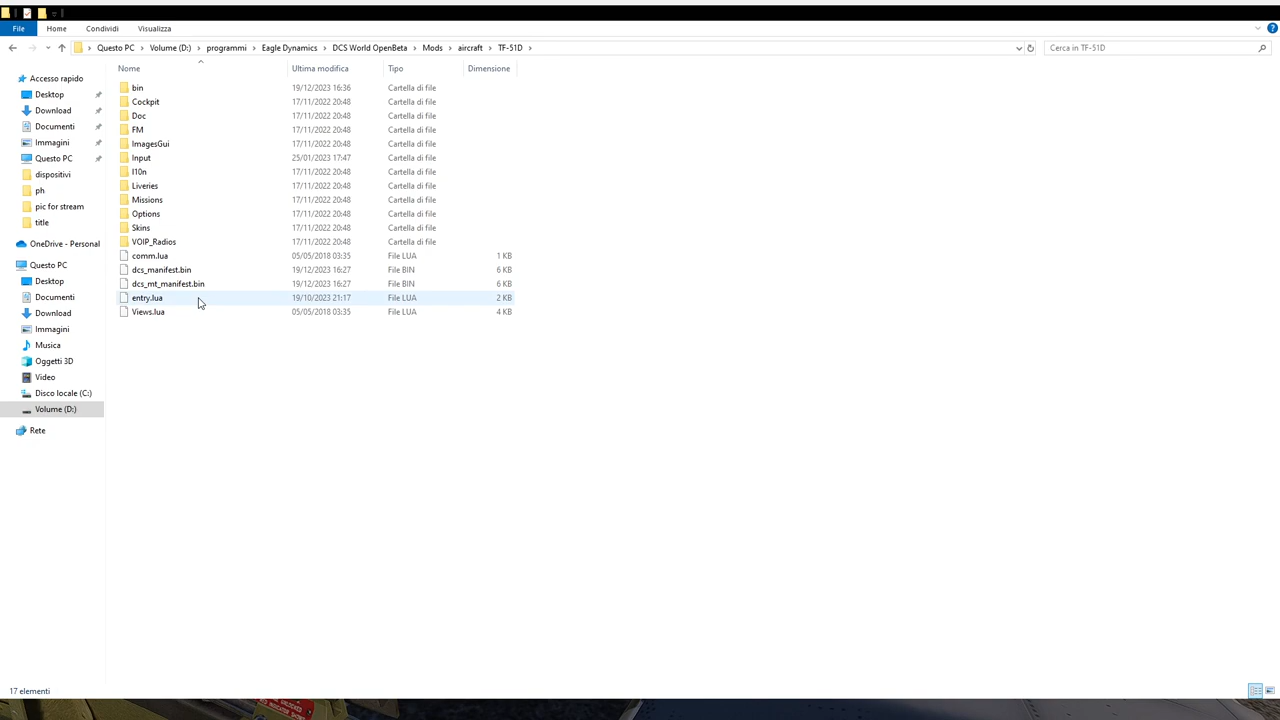 File Home Condividi Visualizza
Questo PC > Volume (D:) > programmi > Eagle Dynamics > DCS World OpenBeta > Mods > aircraft > TF-51D >
Cerca in TF-51D
Nome Ultima modifica Tipo Dimensione
Accesso rapido
Desktop
Download
Documenti
Immagini
Questo PC
dispositivi
ph
pic for stream
title
OneDrive - Personal
Questo PC
Desktop
Documenti
Download
Immagini
Musica
Oggetti 3D
Video
Disco locale (C:)
Volume (D:)
Rete
bin 19/12/2023 16:36 Cartella di file
Cockpit 17/11/2022 20:48 Cartella di file
Doc 17/11/2022 20:48 Cartella di file
FM 17/11/2022 20:48 Cartella di file
ImagesGui 17/11/2022 20:48 Cartella di file
Input 25/01/2023 17:47 Cartella di file
l10n 17/11/2022 20:48 Cartella di file
Liveries 17/11/2022 20:48 Cartella di file
Missions 17/11/2022 20:48 Cartella di file
Options 17/11/2022 20:48 Cartella di file
Skins 17/11/2022 20:48 Cartella di file
VOIP_Radios 17/11/2022 20:48 Cartella di file
comm.lua 05/05/2018 03:35 File LUA 1 KB
dcs_manifest.bin 19/12/2023 16:27 File BIN 6 KB
dcs_mt_manifest.bin 19/12/2023 16:27 File BIN 6 KB
entry.lua 19/10/2023 21:17 File LUA 2 KB
Views.lua 05/05/2018 03:35 File LUA 4 KB
17 elementi